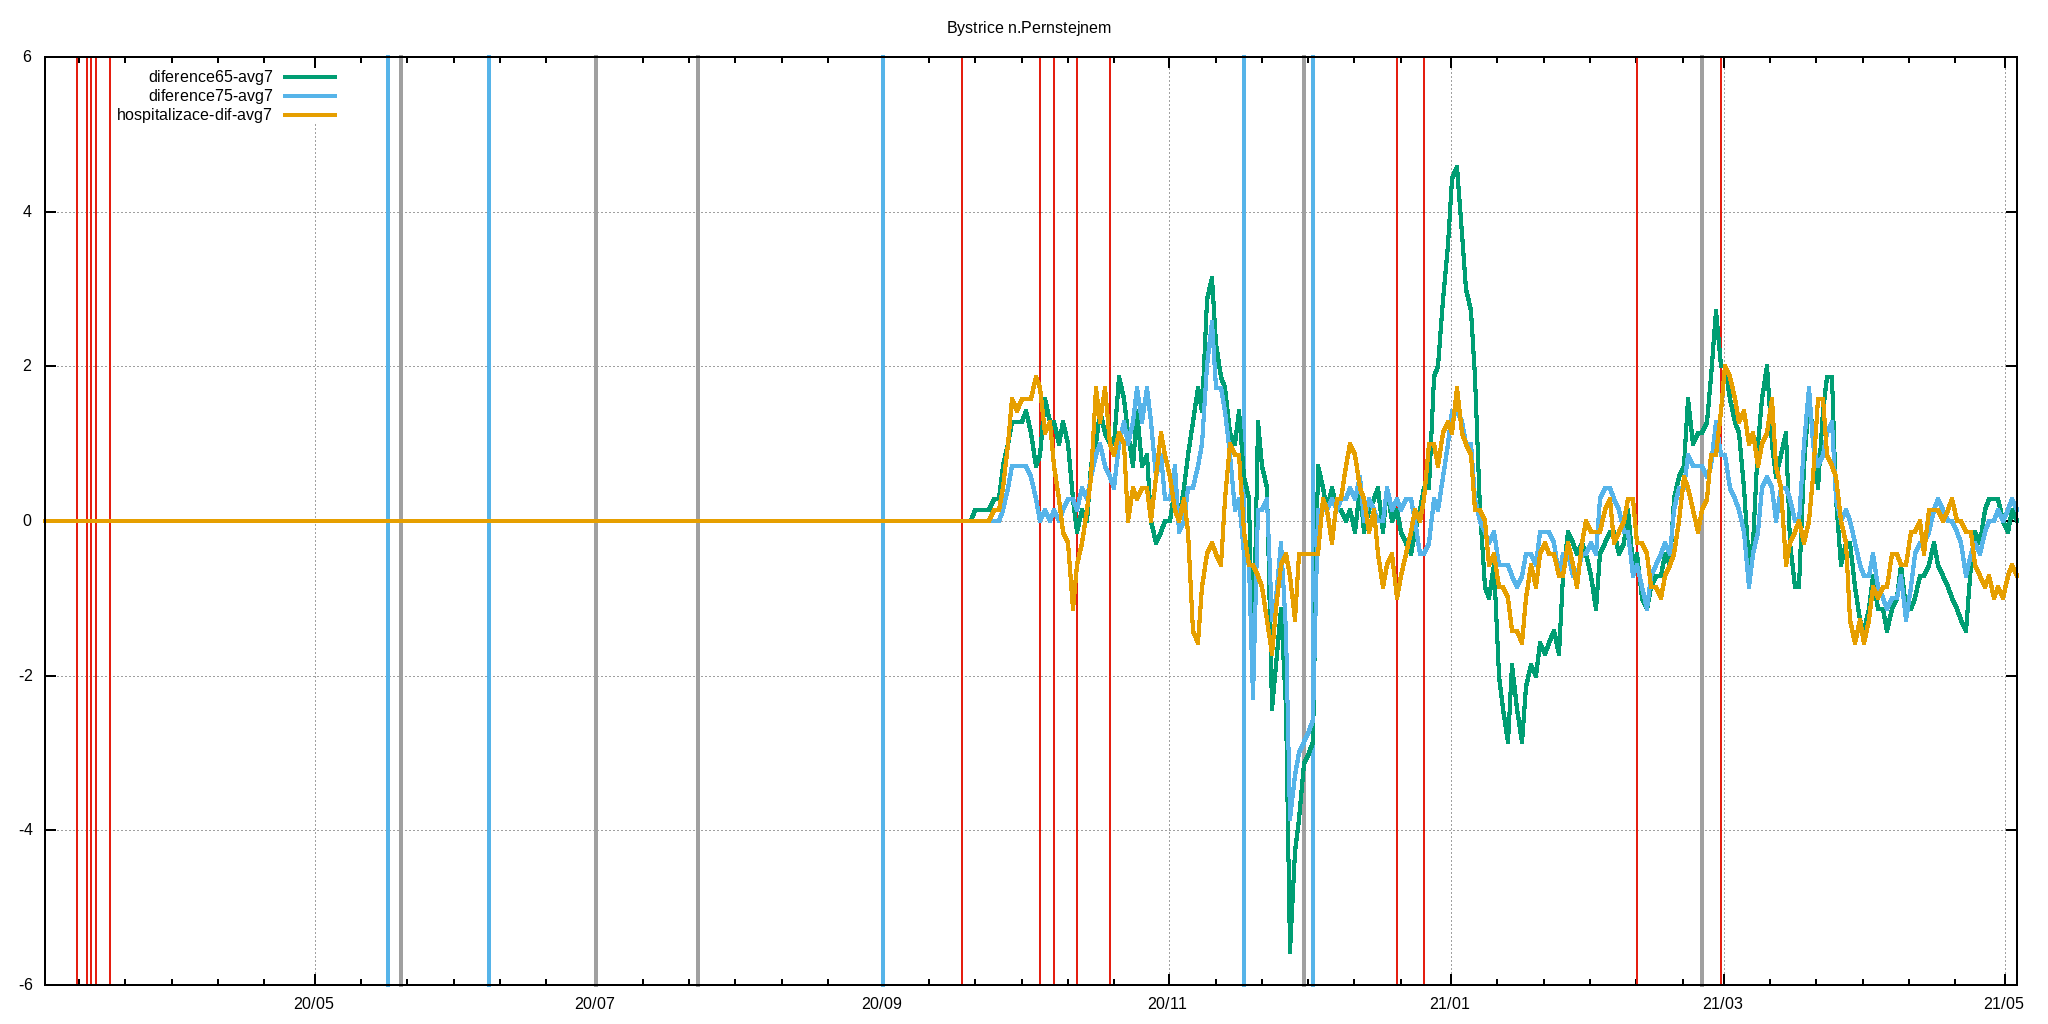 Bystrice n.Pernstejnem
diference65-avg7
diference75-avg7
hospitalizace-dif-avg7
6
4
2
0
-2
-4
-6
20/05 20/07 20/09 20/11 21/01 21/03 21/05